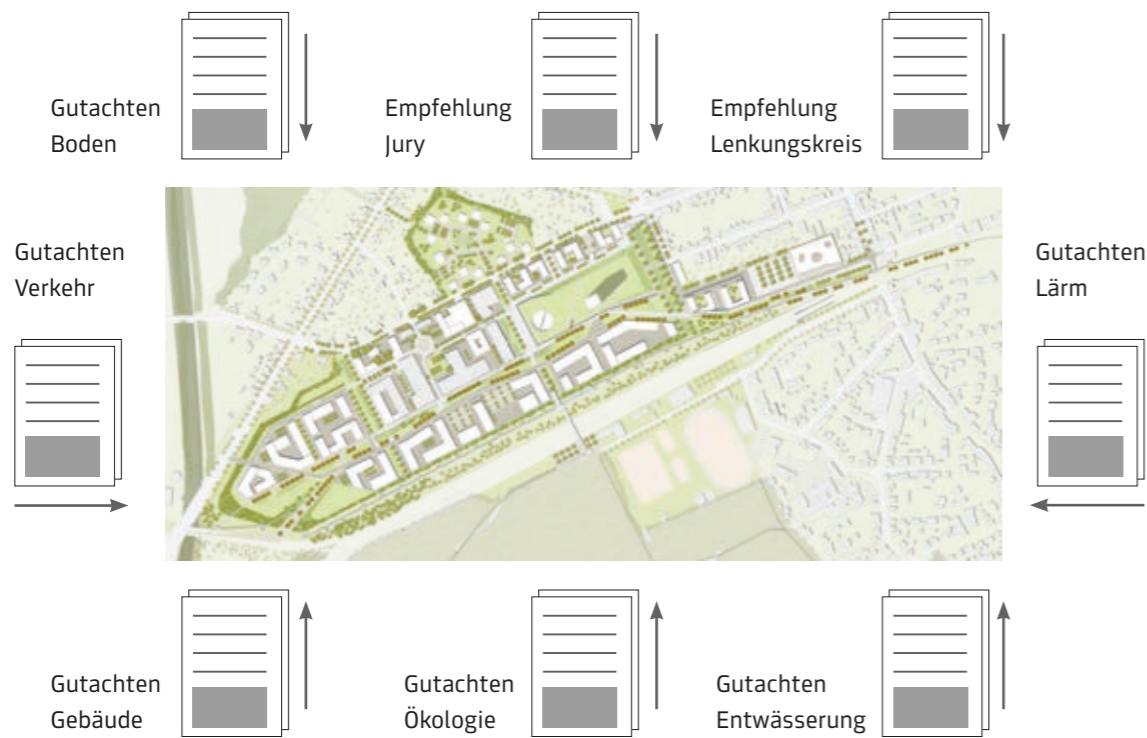 Gutachten
Boden
Empfehlung
Jury
Empfehlung
Lenkungskreis
Gutachten
Verkehr
Gutachten
Lärm
Gutachten
Gebäude
Gutachten
Ökologie
Gutachten
Entwässerung